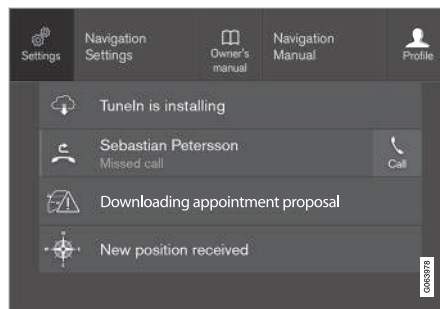 Settings
Navigation
Settings
Owner's
manual
Navigation
Manual
Profile
TuneIn is installing
Sebastian Petersson
Missed call
Call
Downloading appointment proposal
New position received
G063978